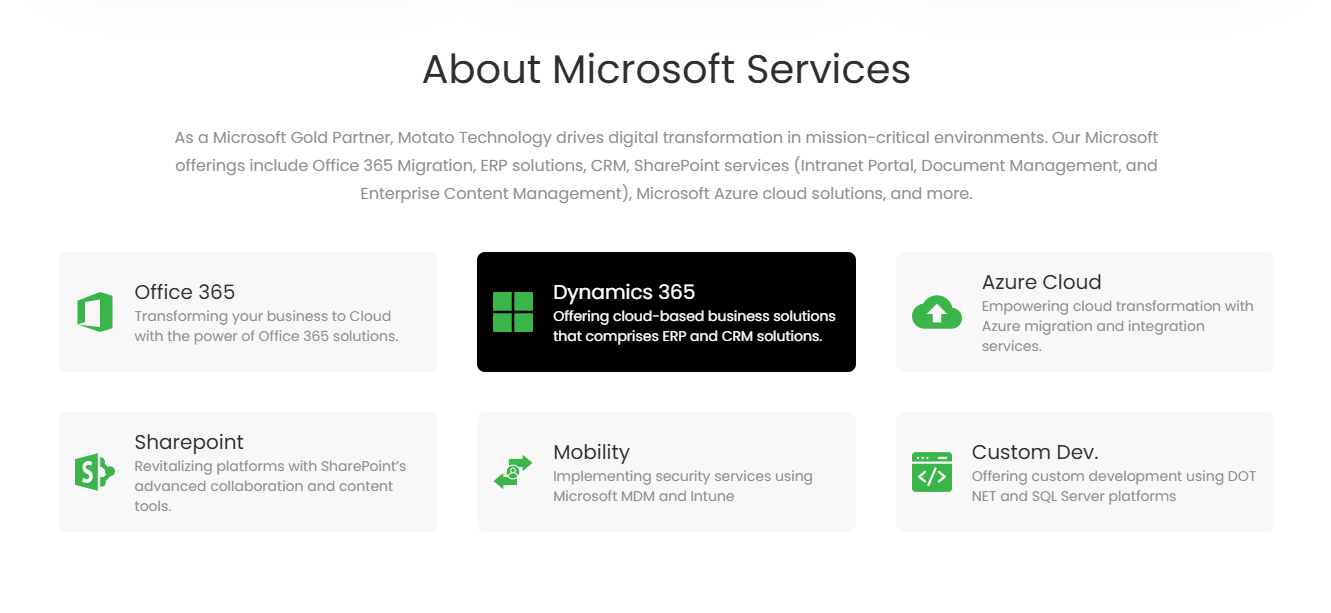 About Microsoft Services
As a Microsoft Gold Partner, Motato Technology drives digital transformation in mission-critical environments. Our Microsoft
offerings include Office 365 Migration, ERP solutions, CRM, SharePoint services (Intranet Portal, Document Management, and
Enterprise Content Management), Microsoft Azure cloud solutions, and more.
Office 365
Transforming your business to Cloud
with the power of Office 365 solutions.
Dynamics 365
Offering cloud-based business solutions
that comprises ERP and CRM solutions.
Azure Cloud
Empowering cloud transformation with
Azure migration and integration
services.
Sharepoint
Revitalizing platforms with SharePoint’s
advanced collaboration and content
tools.
Mobility
Implementing security services using
Microsoft MDM and Intune
Custom Dev.
Offering custom development using DOT
NET and SQL Server platforms